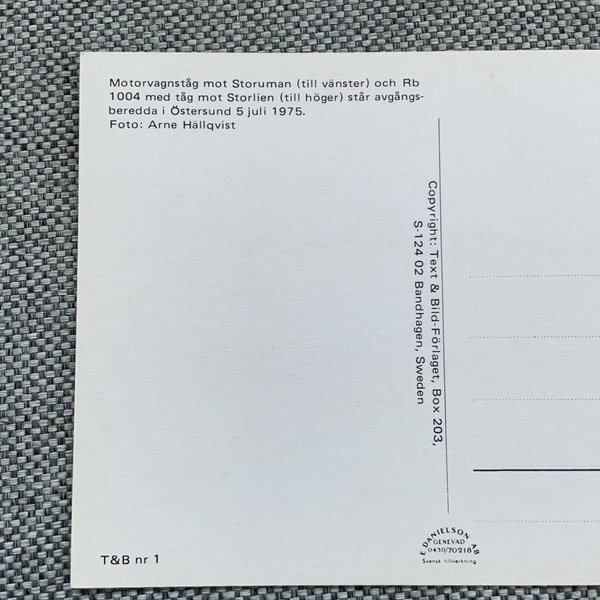 Motorvagnståg mot Storuman (till vänster) och Rb
1004 med tåg mot Storlien (till höger) står avgångs-
beredda i Östersund 5 juli 1975.
Foto: Arne Hällqvist
Copyright: Text & Bild-Förlaget, Box 203,
S-124 02 Bandhagen, Sweden
T&B nr 1
E. DANIELSON AB
GENEVAD
0430/70218
Svensk tillverkning